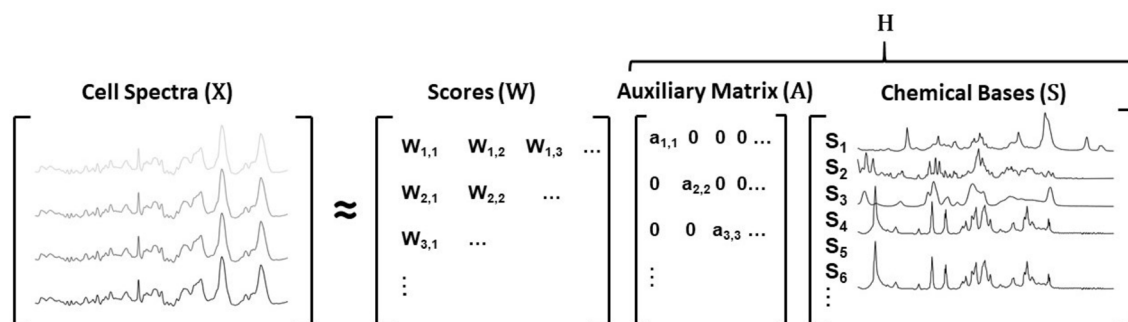 H
Cell Spectra (X)
Scores (W)
Auxiliary Matrix (A)
Chemical Bases (S)
≈
W1,1 W1,2 W1,3 ...
W2,1 W2,2 ...
W3,1 ...
⋮
a1,1 0 0 0 ...
0 a2,2 0 0...
0 0 a3,3 ...
⋮
S1
S2
S3
S4
S5
S6
⋮